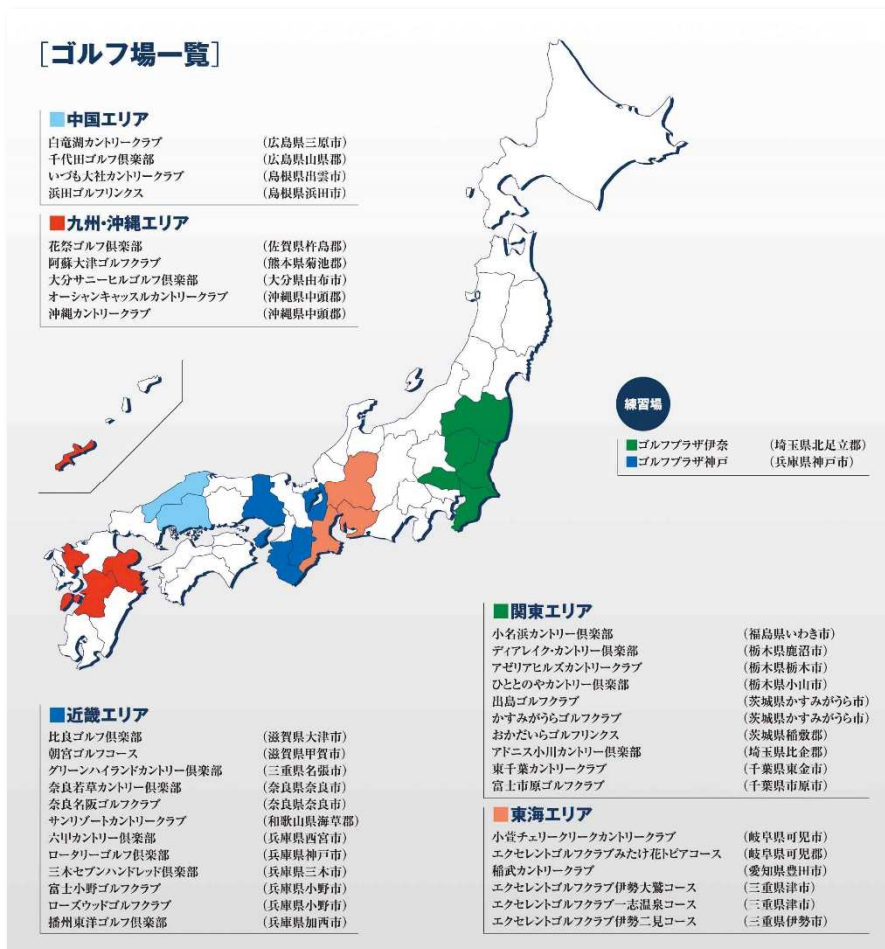 [ゴルフ場一覧]
■中国エリア
白竜湖カントリークラブ (広島県三原市)
千代田ゴルフ倶楽部 (広島県山県郡)
いづも大社カントリークラブ (島根県出雲市)
浜田ゴルフリンクス (島根県浜田市)
■九州・沖縄エリア
花祭ゴルフ倶楽部 (佐賀県杵島郡)
阿蘇大津ゴルフクラブ (熊本県菊池郡)
大分サニーヒルゴルフ倶楽部 (大分県由布市)
オーシャンキャッスルカントリークラブ (沖縄県中頭郡)
沖縄カントリークラブ (沖縄県中頭郡)
練習場
■ゴルフプラザ伊奈 (埼玉県北足立郡)
■ゴルフプラザ神戸 (兵庫県神戸市)
■近畿エリア
比良ゴルフ倶楽部 (滋賀県大津市)
朝宮ゴルフコース (滋賀県甲賀市)
グリーンハイランドカントリー倶楽部 (三重県名張市)
奈良若草カントリー倶楽部 (奈良県奈良市)
奈良名阪ゴルフクラブ (奈良県奈良市)
サンリゾートカントリークラブ (和歌山県海草郡)
六甲カントリー倶楽部 (兵庫県西宮市)
ロータリーゴルフ倶楽部 (兵庫県神戸市)
三木セブンハンドレッド倶楽部 (兵庫県三木市)
富士小野ゴルフクラブ (兵庫県小野市)
ローズウッドゴルフクラブ (兵庫県小野市)
播州東洋ゴルフ倶楽部 (兵庫県加西市)
■関東エリア
小名浜カントリー倶楽部 (福島県いわき市)
ディアレイク・カントリー倶楽部 (栃木県鹿沼市)
アゼリアヒルズカントリークラブ (栃木県栃木市)
ひととのやカントリー倶楽部 (栃木県小山市)
出島ゴルフクラブ (茨城県かすみがうら市)
かすみがうらゴルフクラブ (茨城県かすみがうら市)
おかだいらゴルフリンクス (茨城県稲敷郡)
アドニス小川カントリー倶楽部 (埼玉県比企郡)
東千葉カントリークラブ (千葉県東金市)
富士市原ゴルフクラブ (千葉県市原市)
■東海エリア
小萱チェリークリークカントリークラブ (岐阜県可児市)
エクセレントゴルフクラブみたけ花トピアコース (岐阜県可児郡)
稲武カントリークラブ (愛知県豊田市)
エクセレントゴルフクラブ伊勢大鷲コース (三重県津市)
エクセレントゴルフクラブ一志温泉コース (三重県津市)
エクセレントゴルフクラブ伊勢二見コース (三重県伊勢市)